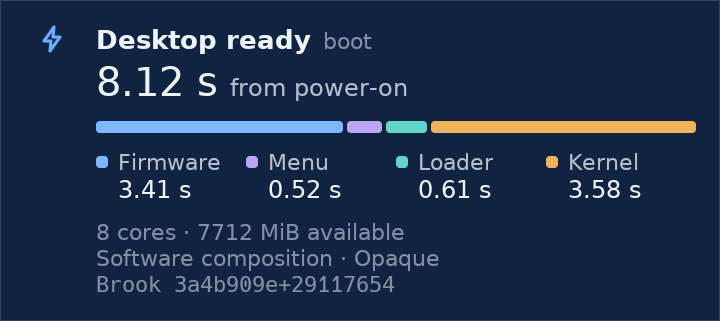 Desktop ready boot
8.12 s from power-on
Firmware Menu Loader Kernel
3.41 s 0.52 s 0.61 s 3.58 s
8 cores · 7712 MiB available
Software composition · Opaque
Brook 3a4b909e+29117654